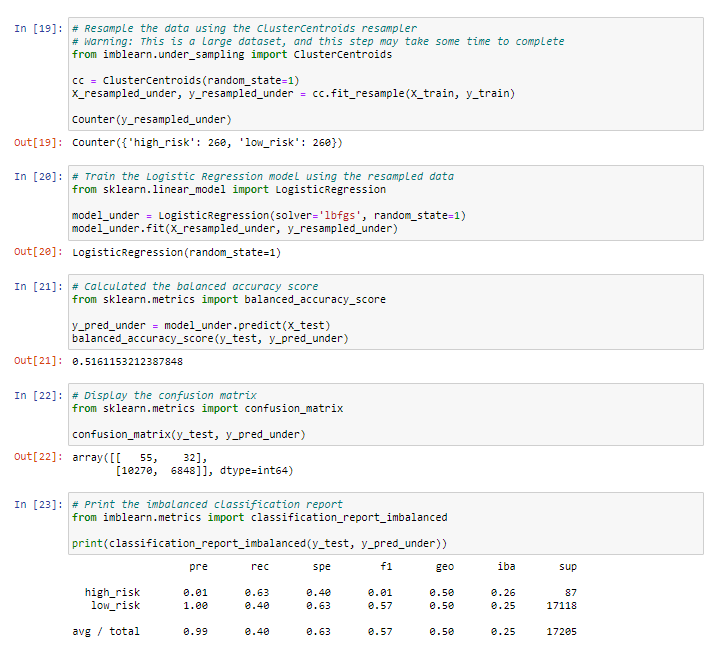 In [19]: # Resample the data using the ClusterCentroids resampler
# Warning: This is a large dataset, and this step may take some time to complete
from imblearn.under_sampling import ClusterCentroids
cc = ClusterCentroids(random_state=1)
X_resampled_under, y_resampled_under = cc.fit_resample(X_train, y_train)
Counter(y_resampled_under)
Out[19]: Counter({'high_risk': 260, 'low_risk': 260})
In [20]: # Train the Logistic Regression model using the resampled data
from sklearn.linear_model import LogisticRegression
model_under = LogisticRegression(solver='lbfgs', random_state=1)
model_under.fit(X_resampled_under, y_resampled_under)
Out[20]: LogisticRegression(random_state=1)
In [21]: # Calculated the balanced accuracy score
from sklearn.metrics import balanced_accuracy_score
y_pred_under = model_under.predict(X_test)
balanced_accuracy_score(y_test, y_pred_under)
Out[21]: 0.5161153212387848
In [22]: # Display the confusion matrix
from sklearn.metrics import confusion_matrix
confusion_matrix(y_test, y_pred_under)
Out[22]: array([[   55,    32],
[10270,  6848]], dtype=int64)
In [23]: # Print the imbalanced classification report
from imblearn.metrics import classification_report_imbalanced
print(classification_report_imbalanced(y_test, y_pred_under))
pre rec spe f1 geo iba sup
high_risk 0.01 0.63 0.40 0.01 0.50 0.26 87
low_risk 1.00 0.40 0.63 0.57 0.50 0.25 17118
avg / total 0.99 0.40 0.63 0.57 0.50 0.25 17205